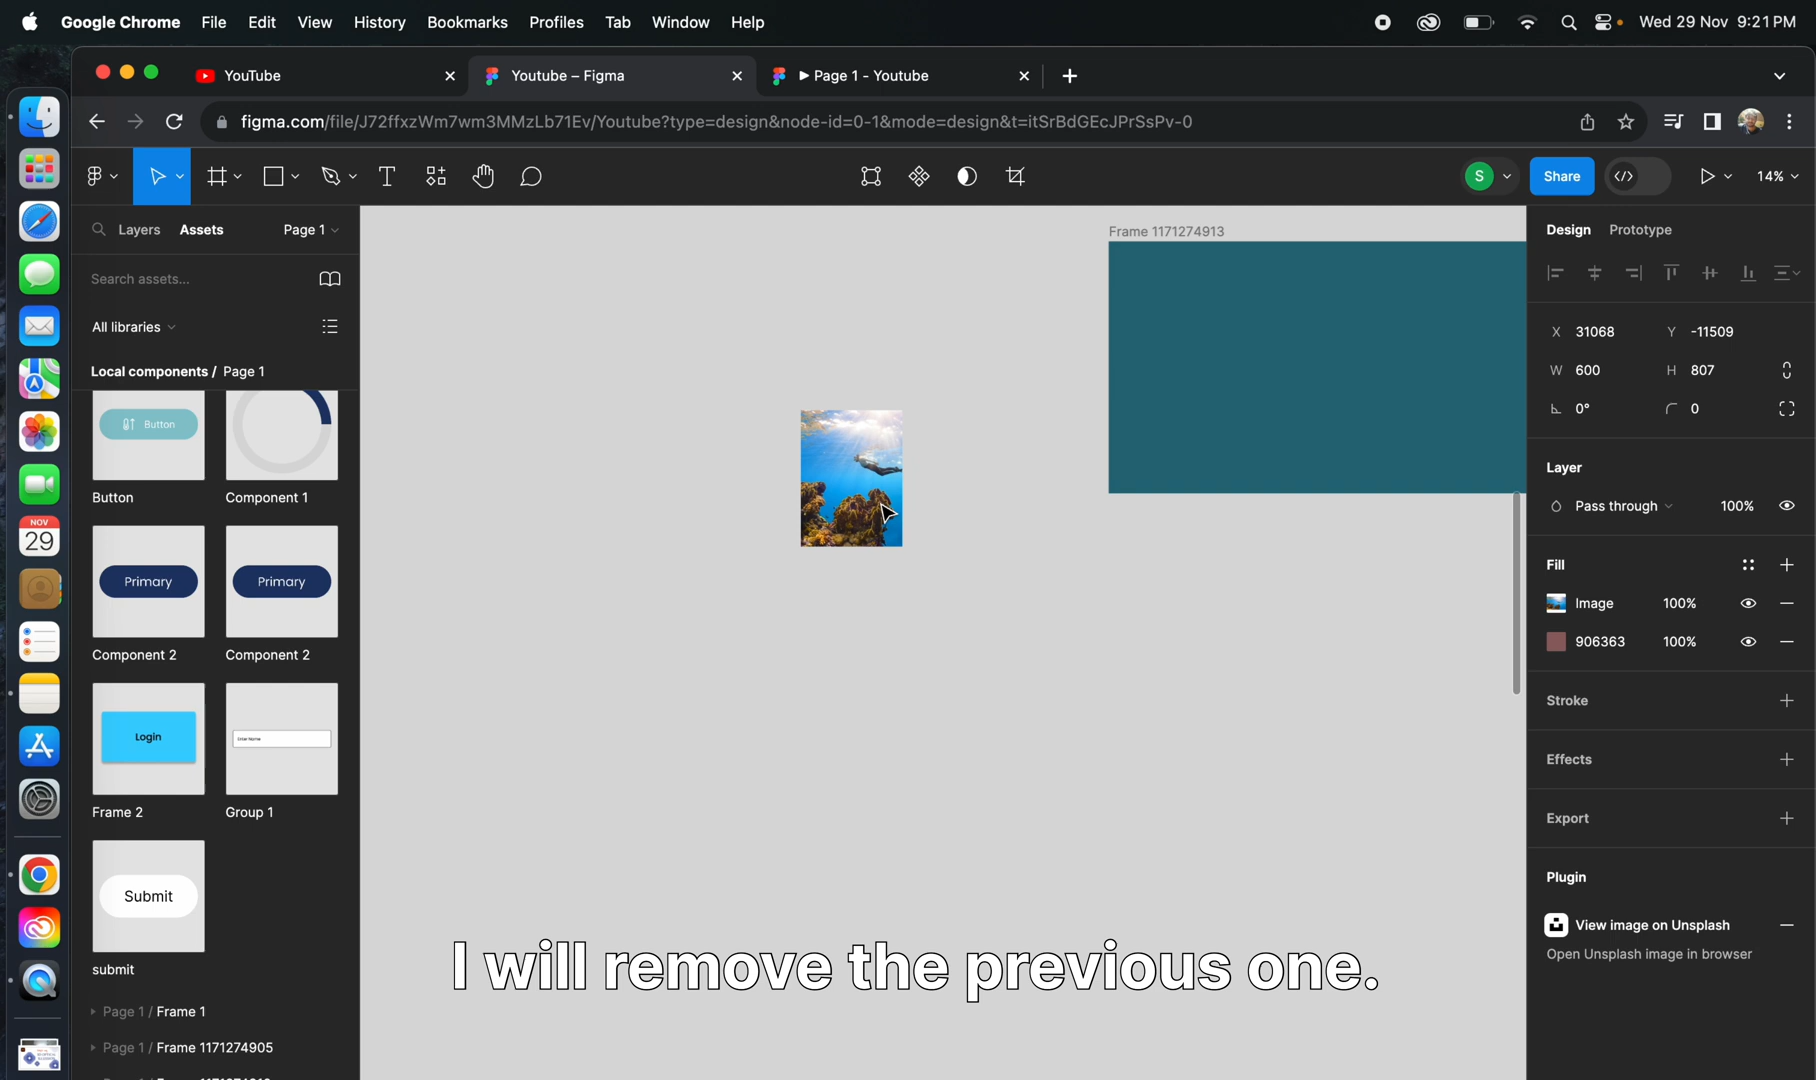 Google Chrome File Edit View History Bookmarks Profiles Tab Window Help Wed 29 Nov 9:21 PM
YouTube Youtube – Figma ▶ Page 1 - Youtube
figma.com/file/J72ffxzWm7wm3MMzLb71Ev/Youtube?type=design&node-id=0-1&mode=design&t=itSrBdGEcJPrSsPv-0
S Share 14%
Layers Assets Page 1
Search assets...
All libraries
Local components / Page 1
Button
Button Component 1
Primary Primary
Component 2 Component 2
Login Enter Name
Frame 2 Group 1
Submit
submit
Page 1 / Frame 1
Page 1 / Frame 1171274905
NOV
29
Frame 1171274913
Design Prototype
X 31068 Y -11509
W 600 H 807
0° 0
Layer
Pass through 100%
Fill
Image 100%
906363 100%
Stroke
Effects
Export
Plugin
View image on Unsplash
Open Unsplash image in browser
I will remove the previous one.